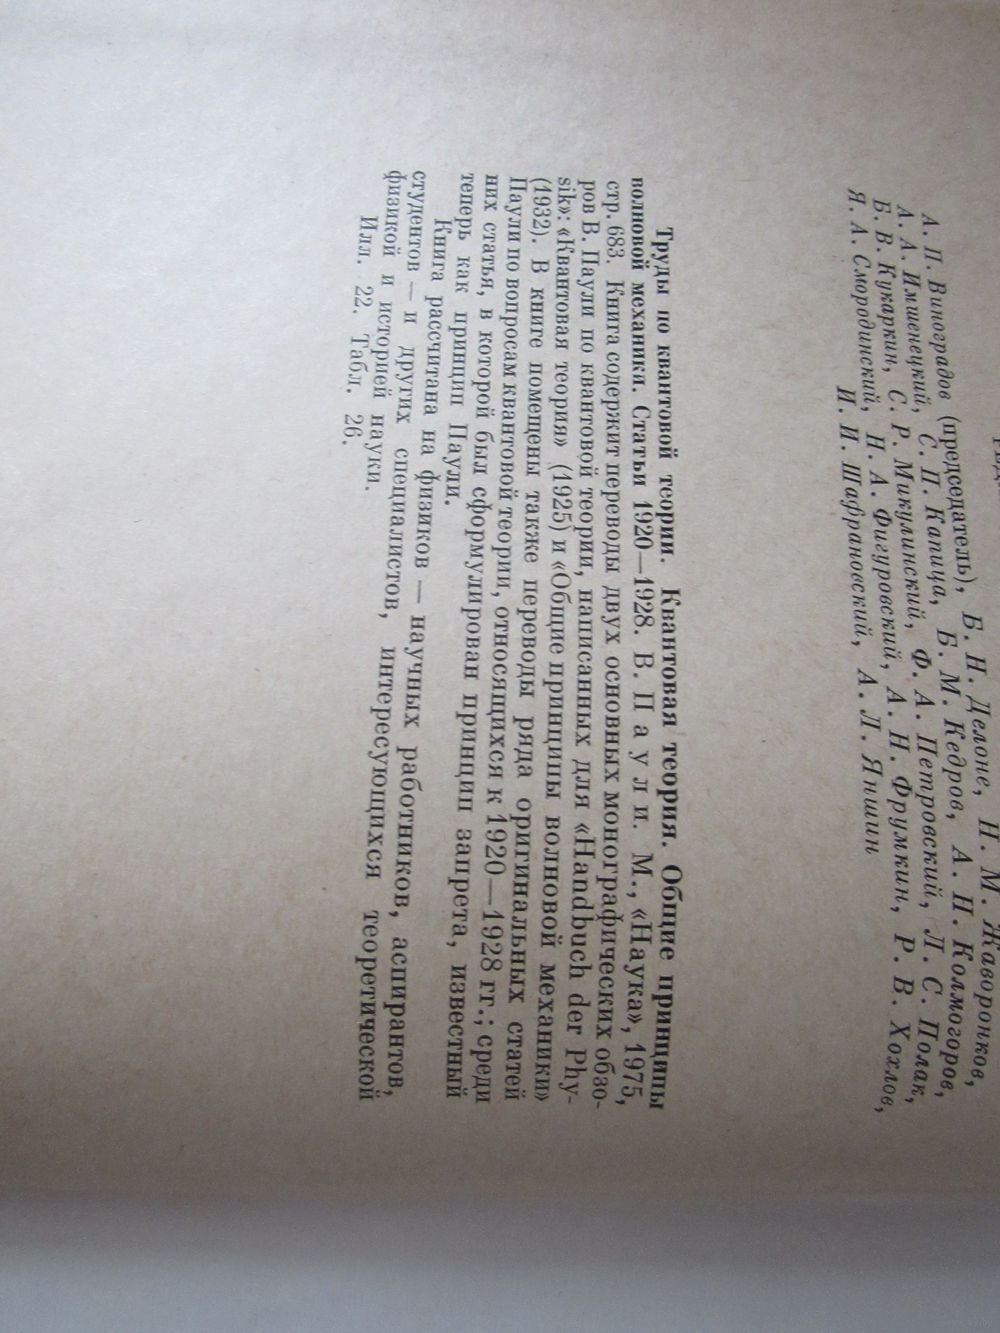 А. П. Виноградов (председатель), Б. Н. Делоне, Н. М. Жаворонков,
А. А. Имшенецкий, С. П. Капица, Б. М. Кедров, А. Н. Колмогоров,
Б. В. Кукаркин, С. Р. Микулинский, Ф. А. Петровский, Л. С. Полак,
Я. А. Смородинский, Н. А. Фигуровский, А. Н. Фрумкин, Р. В. Хохлов,
И. И. Шафрановский, А. Л. Яншин
Труды по квантовой теории. Квантовая теория. Общие принципы
волновой механики. Статьи 1920—1928. В. Паули. М., «Наука», 1975,
стр. 683. Книга содержит переводы двух основных монографических обзо-
ров В. Паули по квантовой теории, написанных для «Handbuch der Phy-
sik»: «Квантовая теория» (1925) и «Общие принципы волновой механики»
(1932). В книге помещены также переводы ряда оригинальных статей
Паули по вопросам квантовой теории, относящихся к 1920—1928 гг.; среди
них статья, в которой был сформулирован принцип запрета, известный
теперь как принцип Паули.
Книга рассчитана на физиков — научных работников, аспирантов,
студентов — и других специалистов, интересующихся теоретической
физикой и историей науки.
Илл. 22. Табл. 26.